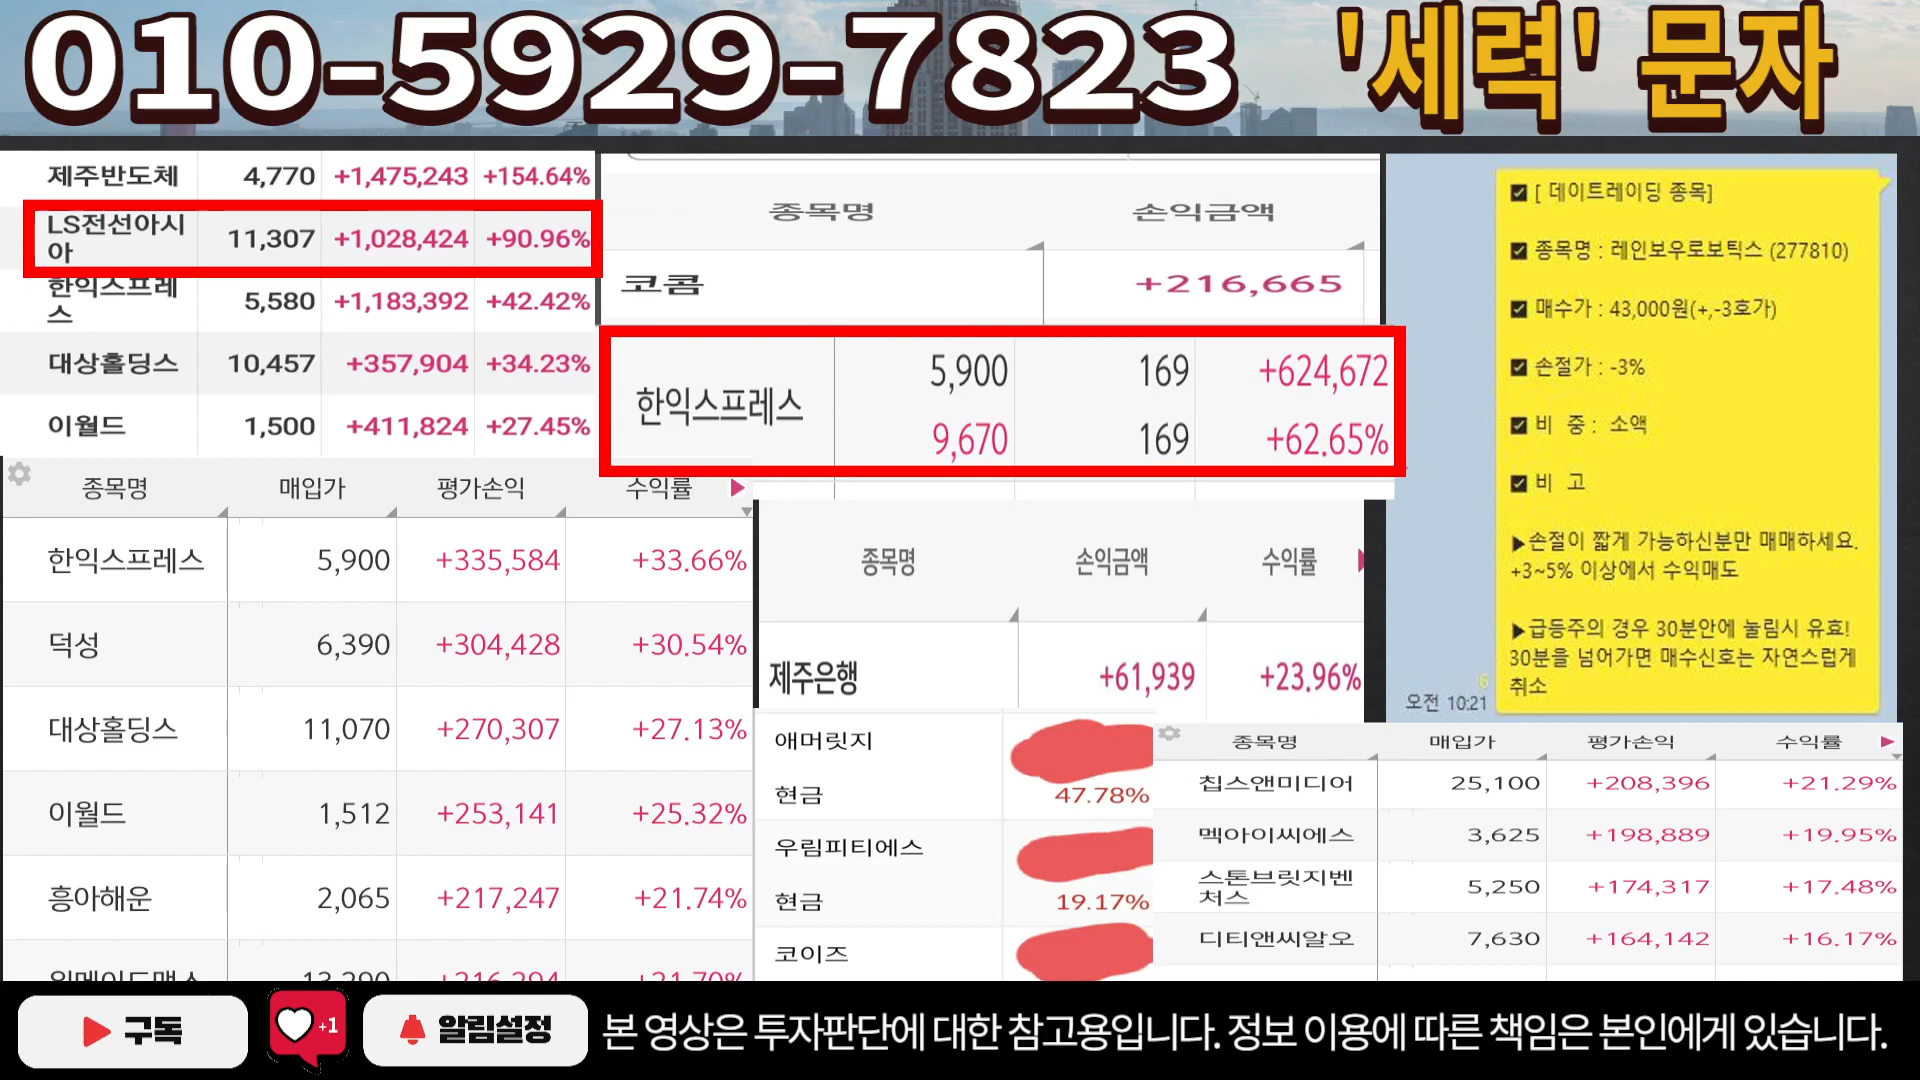 010-5929-7823 '세력' 문자
제주반도체 4,770 +1,475,243 +154.64%
LS전선아시
아 11,307 +1,028,424 +90.96%
한익스프레
스 5,580 +1,183,392 +42.42%
대상홀딩스 10,457 +357,904 +34.23%
이월드 1,500 +411,824 +27.45%
종목명 손익금액
코콤 +216,665
한익스프레스
5,900 169 +624,672
9,670 169 +62.65%
[ 데이트레이딩 종목]
종목명 : 레인보우로보틱스 (277810)
매수가 : 43,000원(+,-3호가)
손절가 : -3%
비 중 : 소액
비 고
▶손절이 짧게 가능하신분만 매매하세요.
+3~5% 이상에서 수익매도
▶급등주의 경우 30분안에 눌림시 유효!
30분을 넘어가면 매수신호는 자연스럽게
취소
6
오전 10:21
종목명 매입가 평가손익 수익률
한익스프레스 5,900 +335,584 +33.66%
덕성 6,390 +304,428 +30.54%
대상홀딩스 11,070 +270,307 +27.13%
이월드 1,512 +253,141 +25.32%
흥아해운 2,065 +217,247 +21.74%
위메이드맥스 13,290 +216,294 +21.70%
종목명 손익금액 수익률
제주은행 +61,939 +23.96%
애머릿지
현금 47.78%
우림피티에스
현금 19.17%
코이즈
종목명 매입가 평가손익 수익률
칩스앤미디어 25,100 +208,396 +21.29%
멕아이씨에스 3,625 +198,889 +19.95%
스톤브릿지벤
처스 5,250 +174,317 +17.48%
디티앤씨알오 7,630 +164,142 +16.17%
구독 +1 알림설정 본 영상은 투자판단에 대한 참고용입니다. 정보 이용에 따른 책임은 본인에게 있습니다.